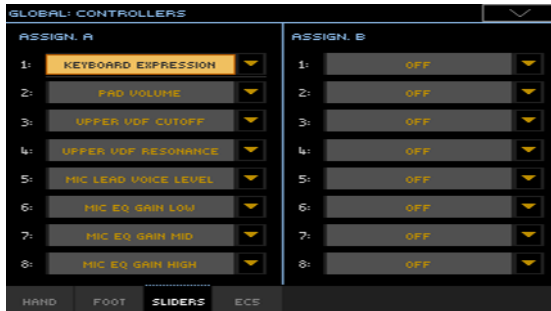 GLOBAL: CONTROLLERS
ASSIGN. A
1: KEYBOARD EXPRESSION
2: PAD VOLUME
3: UPPER VDF CUTOFF
4: UPPER VDF RESONANCE
5: MIC LEAD VOICE LEVEL
6: MIC EQ GAIN LOW
7: MIC EQ GAIN MID
8: MIC EQ GAIN HIGH
ASSIGN. B
1: OFF
2: OFF
3: OFF
4: OFF
5: OFF
6: OFF
7: OFF
8: OFF
HAND FOOT SLIDERS EC5